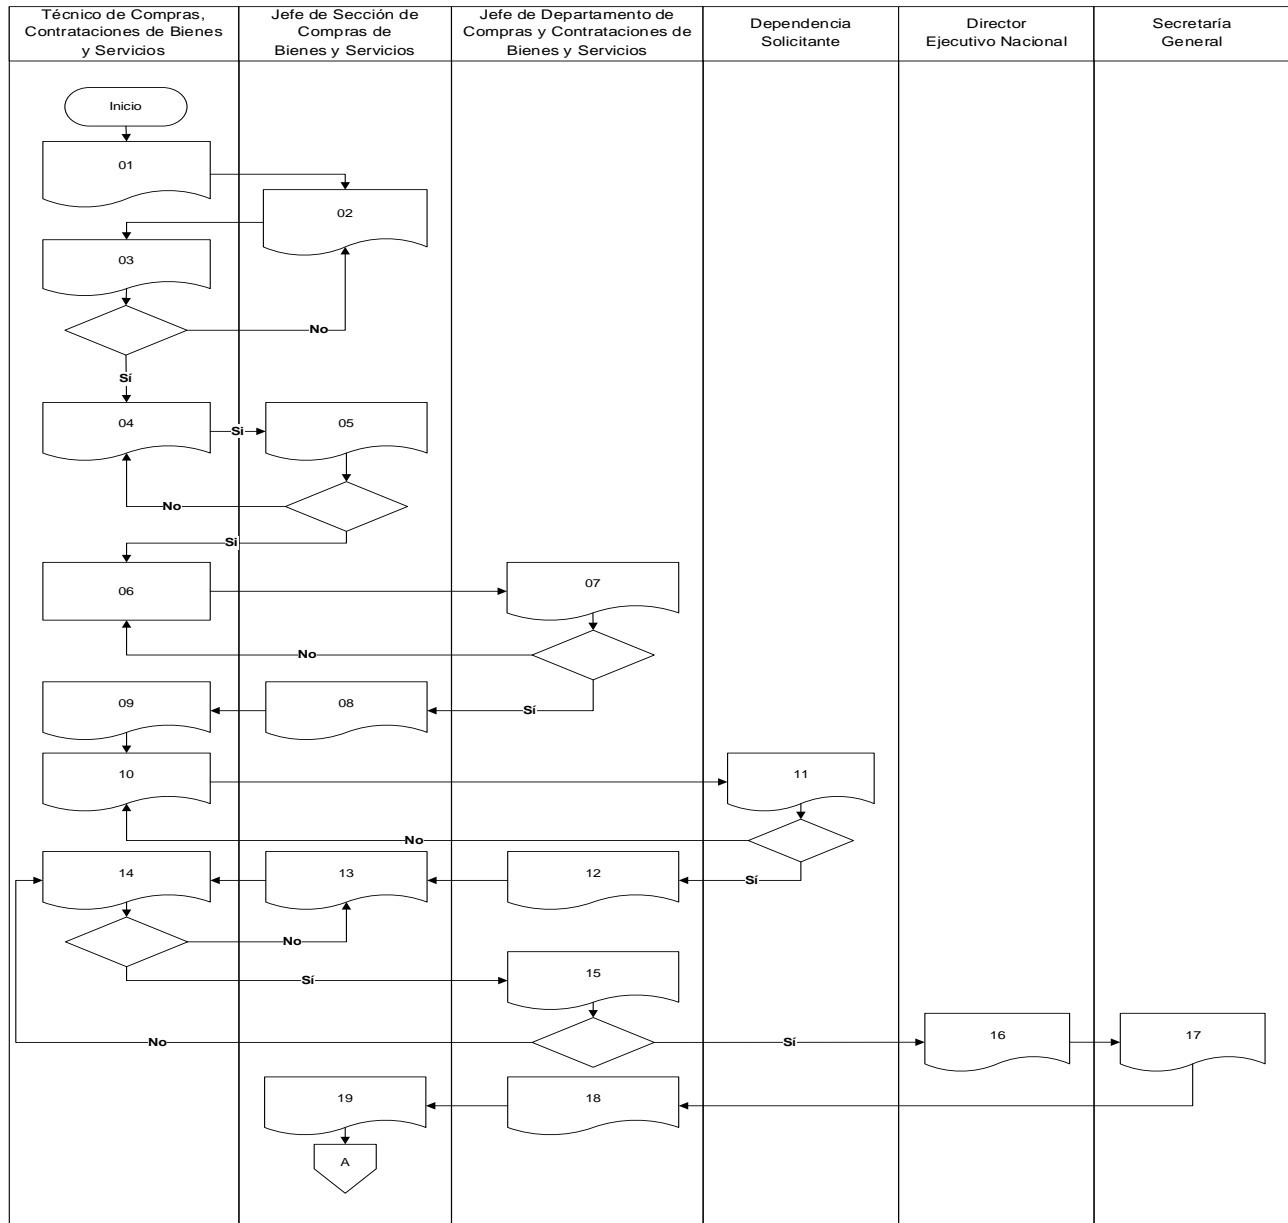 Técnico de Compras,
Contrataciones de Bienes
y Servicios
Jefe de Sección de
Compras de
Bienes y Servicios
Jefe de Departamento de
Compras y Contrataciones de
Bienes y Servicios
Dependencia
Solicitante
Director
Ejecutivo Nacional
Secretaría
General
Inicio
01
02
03
No
Sí
04
Si
05
No
Si
06
07
No
09
08
Sí
10
11
No
14
13
12
Sí
No
Sí
15
No
Sí
16
17
19
18
A